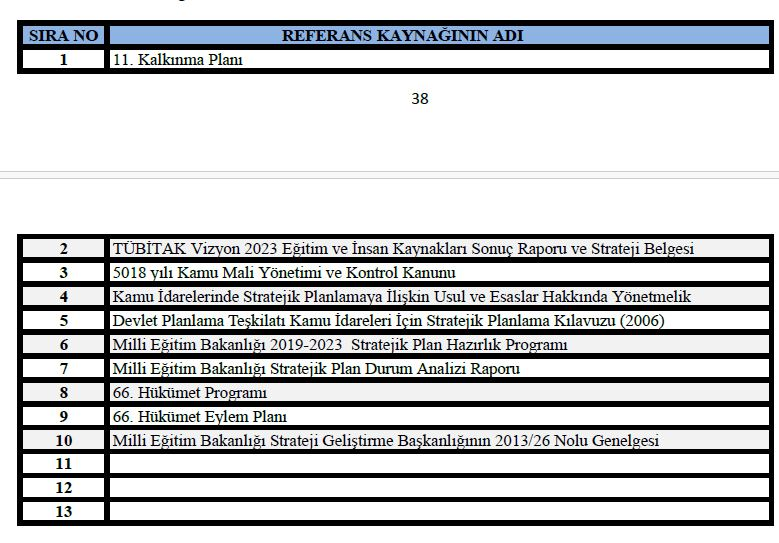 SIRA NO REFERANS KAYNAĞININ ADI
1 11. Kalkınma Planı
38
2 TÜBİTAK Vizyon 2023 Eğitim ve İnsan Kaynakları Sonuç Raporu ve Strateji Belgesi
3 5018 yılı Kamu Mali Yönetimi ve Kontrol Kanunu
4 Kamu İdarelerinde Stratejik Planlamaya İlişkin Usul ve Esaslar Hakkında Yönetmelik
5 Devlet Planlama Teşkilatı Kamu İdareleri İçin Stratejik Planlama Kılavuzu (2006)
6 Milli Eğitim Bakanlığı 2019-2023 Stratejik Plan Hazırlık Programı
7 Milli Eğitim Bakanlığı Stratejik Plan Durum Analizi Raporu
8 66. Hükümet Programı
9 66. Hükümet Eylem Planı
10 Milli Eğitim Bakanlığı Strateji Geliştirme Başkanlığının 2013/26 Nolu Genelgesi
11
12
13